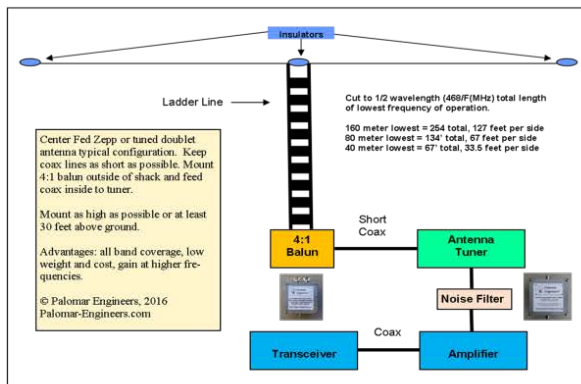 Insulators
Ladder Line
Cut to 1/2 wavelength (468/F(MHz) total length
of lowest frequency of operation.
160 meter lowest = 254 total, 127 feet per side
80 meter lowest = 134' total, 67 feet per side
40 meter lowest = 67' total, 33.5 feet per side
Center Fed Zepp or tuned doublet
antenna typical configuration. Keep
coax lines as short as possible. Mount
4:1 balun outside of shack and feed
coax inside to tuner.
Mount as high as possible or at least
30 feet above ground.
Advantages: all band coverage, low
weight and cost, gain at higher fre-
quencies.
© Palomar Engineers, 2016
Palomar-Engineers.com
Short
Coax
4:1
Balun
Antenna
Tuner
Noise Filter
Coax
Transceiver
Amplifier